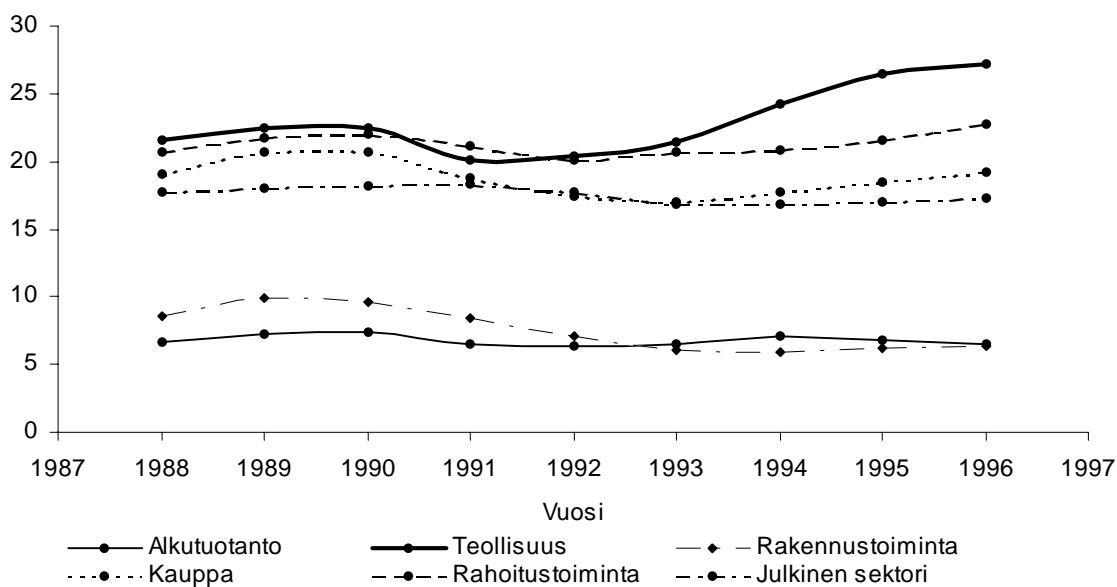 30
25
20
15
10
5
0
1987 1988 1989 1990 1991 1992 1993 1994 1995 1996 1997
Vuosi
Alkutuotanto Teollisuus Rakennustoiminta
Kauppa Rahoitustoiminta Julkinen sektori